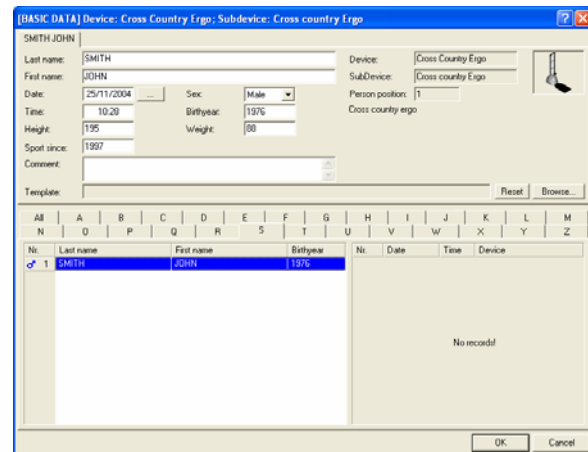 [BASIC DATA] Device: Cross Country Ergo; Subdevice: Cross country Ergo
SMITH JOHN
Last name: SMITH Device: Cross Country Ergo
First name: JOHN SubDevice: Cross country Ergo
Date: 25/11/2004 ... Sex: Male Person position: 1
Time: 10:28 Birthyear: 1976 Cross country ergo
Height: 195 Weight: 88
Sport since: 1997
Comment:
Template: Reset Browse...
All A B C D E F G H I J K L M
N O P Q R S T U V W X Y Z
Nr. Last name First name Birthyear Nr. Date Time Device
1 SMITH JOHN 1976
No records!
OK Cancel